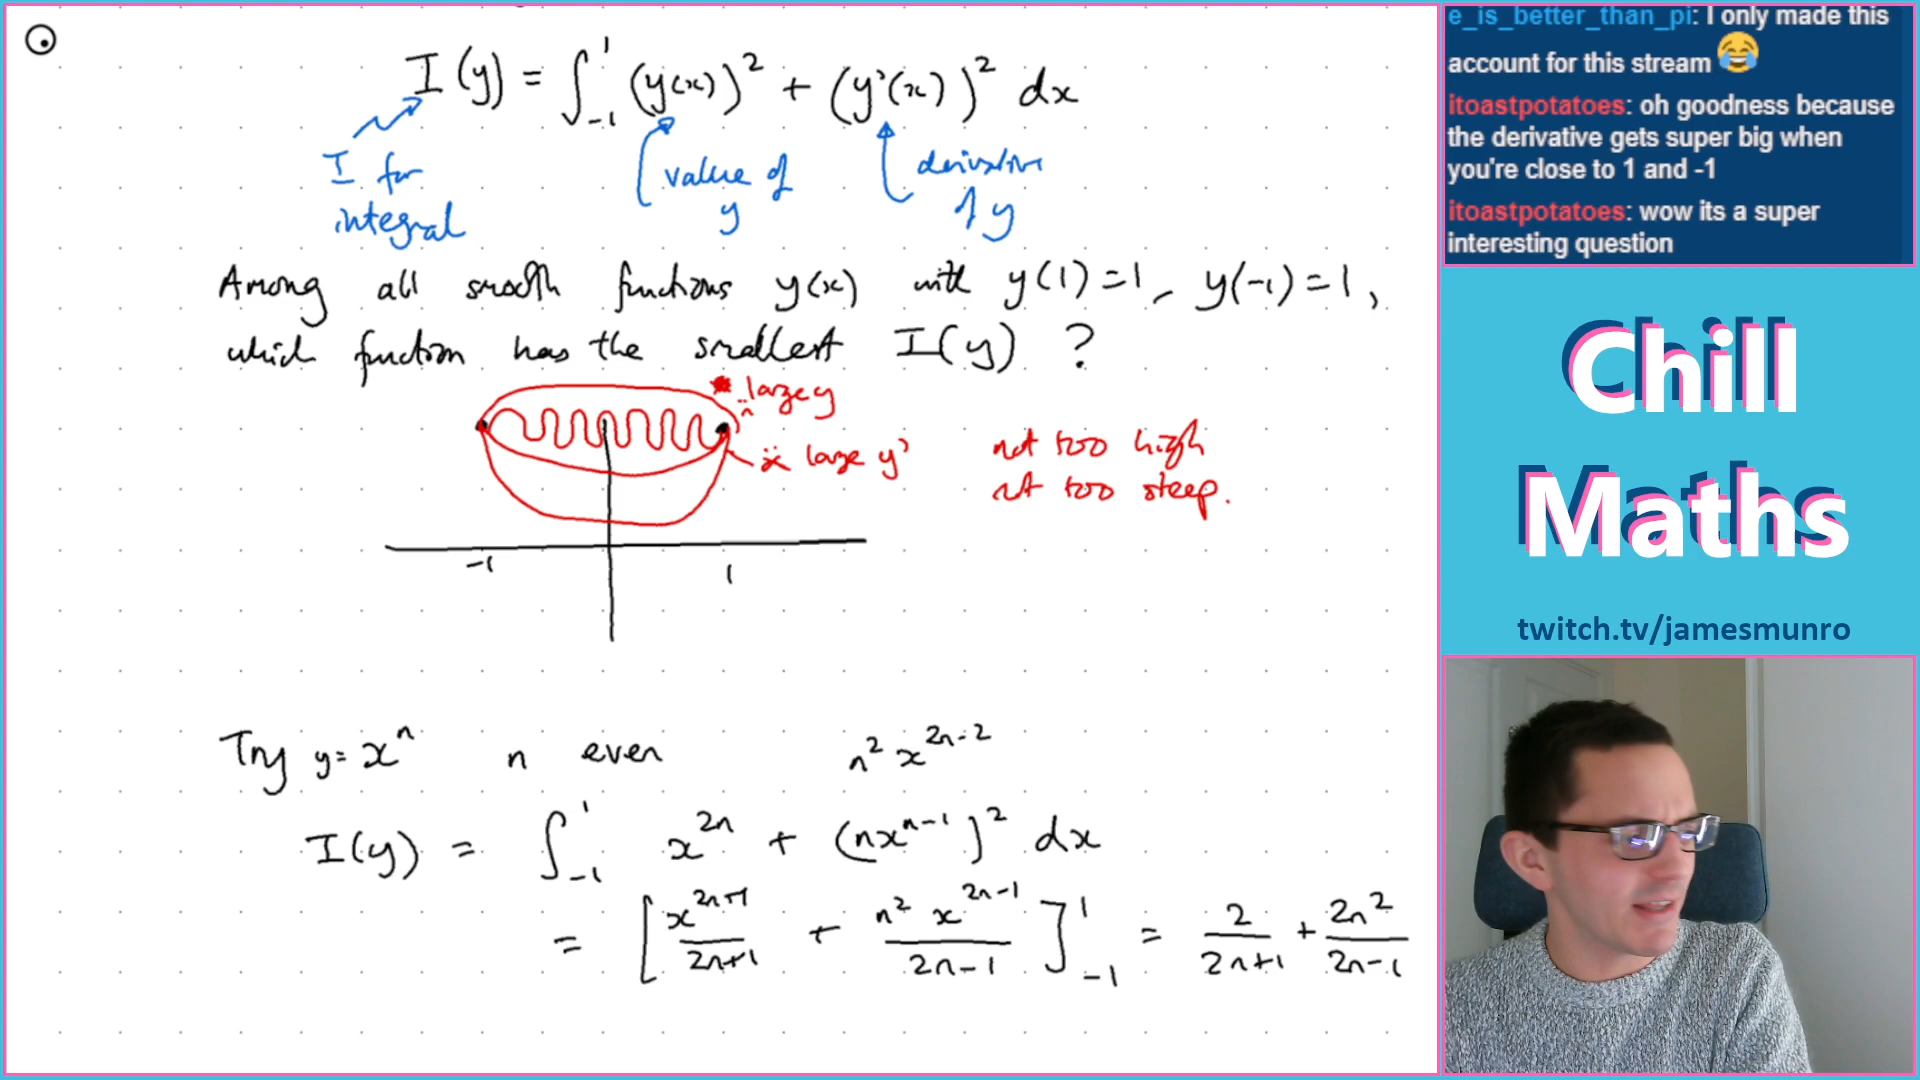 I(y) = ∫₋₁¹ (y(x))² + (y'(x))² dx
I for integral
value of y
derivative of y
Among all smooth functions y(x) with y(1)=1, y(-1)=1,
which function has the smallest I(y) ?
large y
large y'
not too high
not too steep.
-1
1
Try y = xⁿ n even n² x²ⁿ⁻²
I(y) = ∫₋₁¹ x²ⁿ + (nxⁿ⁻¹)² dx
= [x²ⁿ⁺¹/2n+1 + n² x²ⁿ⁻¹/2n-1]₋₁¹ = 2/2n+1 + 2n²/2n-1
e_is_better_than_pi: I only made this
account for this stream 😂
itoastpotatoes: oh goodness because
the derivative gets super big when
you're close to 1 and -1
itoastpotatoes: wow its a super
interesting question
Chill
Maths
twitch.tv/jamesmunro